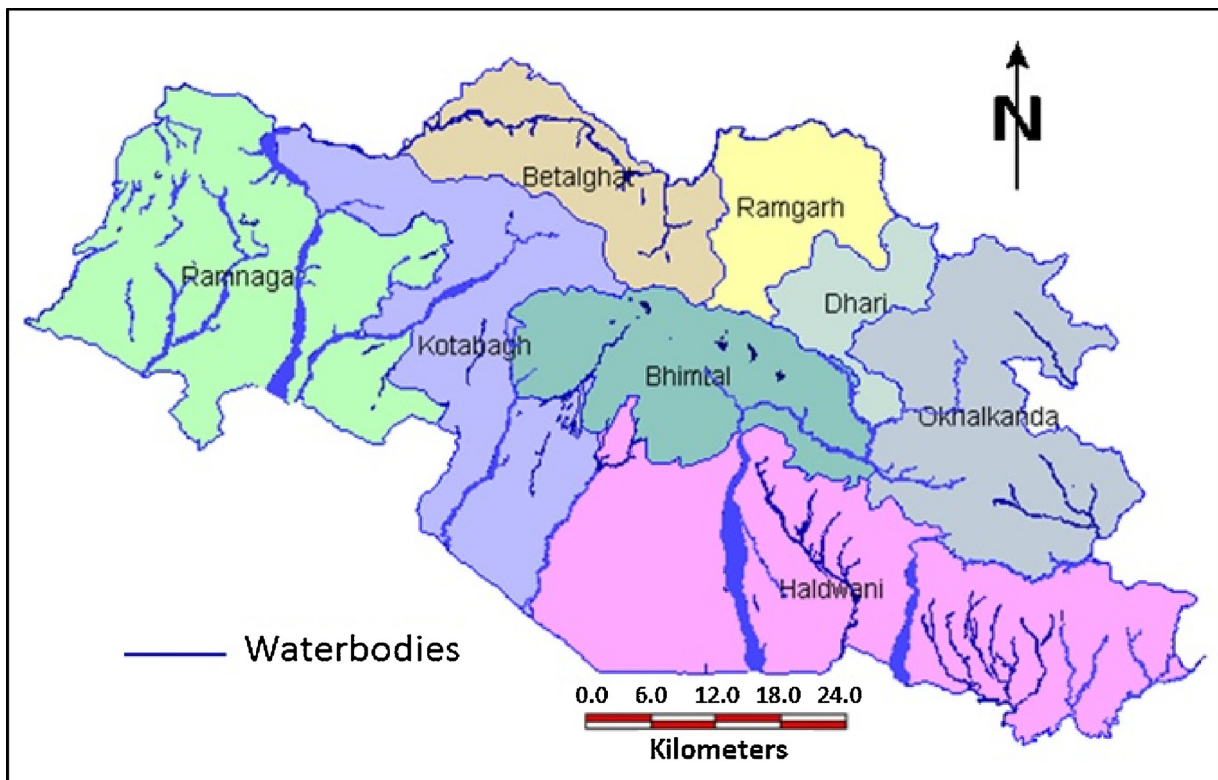 N
Betalghat
Ramgarh
Ramnaga
Dhari
Kotabagh
Bhimtal
Okhalkanda
Haldwani
Waterbodies
0.0 6.0 12.0 18.0 24.0
Kilometers